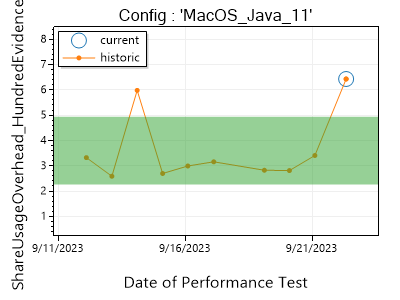 Config : 'MacOS_Java_11'
current
historic
ShareUsageOverhead_HundredEvidence
8
7
6
5
4
3
2
1
9/11/2023
9/16/2023
9/21/2023
Date of Performance Test